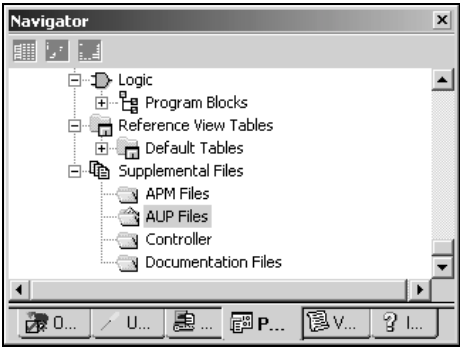 Navigator
Logic
Program Blocks
Reference View Tables
Default Tables
Supplemental Files
APM Files
AUP Files
Controller
Documentation Files
O... U... ... P... V... I...